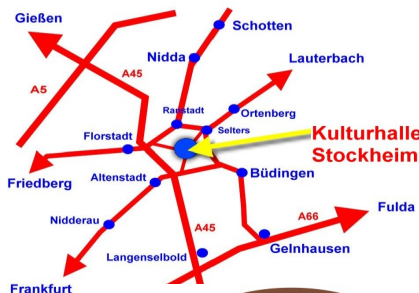 Gießen
Schotten
Nidda
Lauterbach
A45
A5
Ranstadt
Ortenberg
Selters
Florstadt
Kulturhalle
Stockheim
Friedberg
Altenstadt
Büdingen
Fulda
Nidderau
A45
A66
Gelnhausen
Langenselbold
Frankfurt